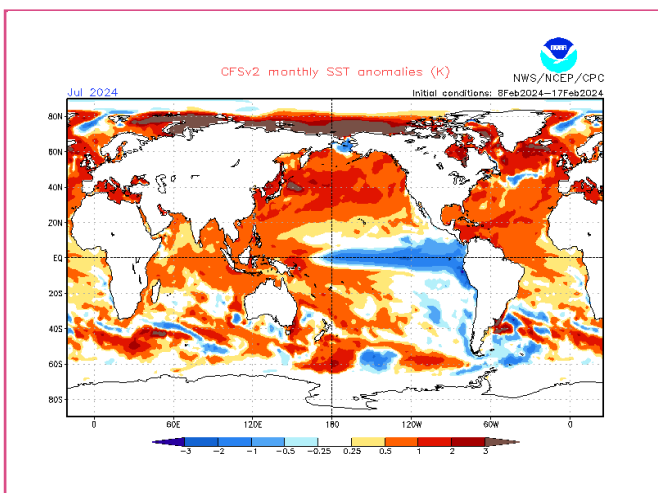 NOAA
CFSv2 monthly SST anomalies (K)
NWS/NCEP/CPC
Jul 2024
Initial conditions: 8Feb2024–17Feb2024
80N
60N
40N
20N
EQ
20S
40S
60S
80S
0 60E 120E 180 120W 60W 0
-3 -2 -1 -0.5 -0.25 0.25 0.5 1 2 3